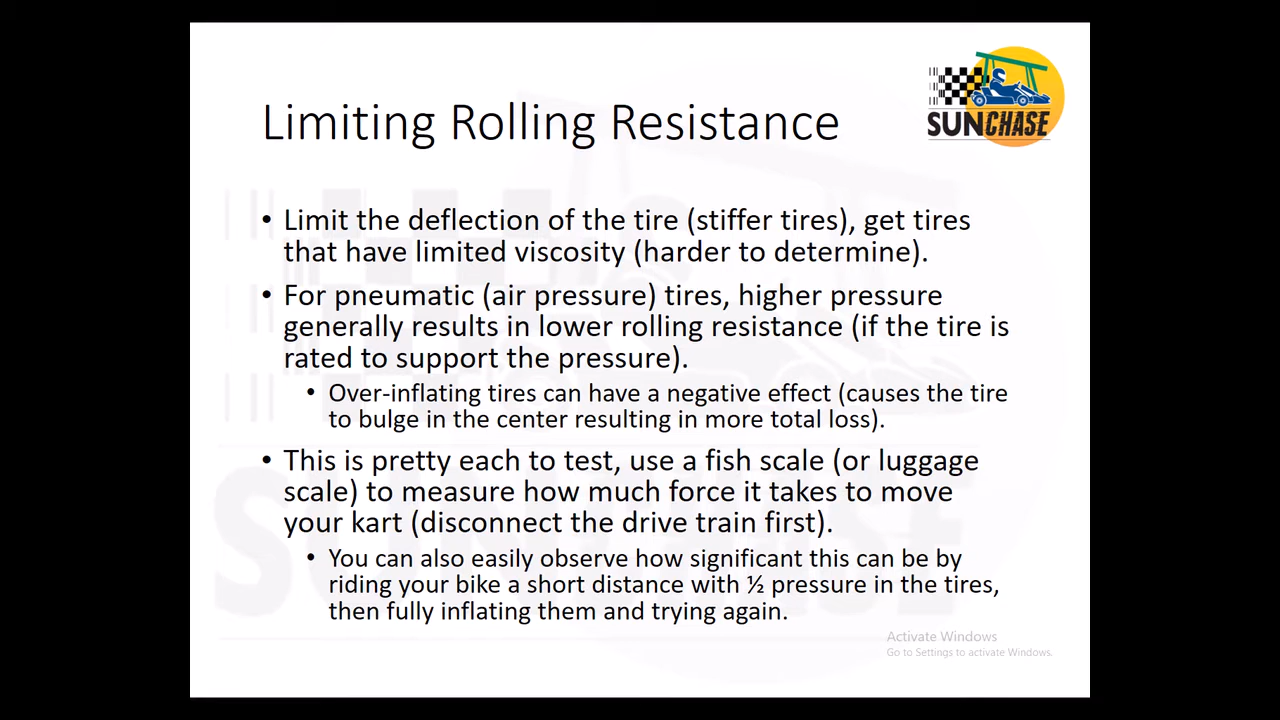 SUNCHASE
Limiting Rolling Resistance
• Limit the deflection of the tire (stiffer tires), get tires
that have limited viscosity (harder to determine).
• For pneumatic (air pressure) tires, higher pressure
generally results in lower rolling resistance (if the tire is
rated to support the pressure).
• Over-inflating tires can have a negative effect (causes the tire
to bulge in the center resulting in more total loss).
• This is pretty each to test, use a fish scale (or luggage
scale) to measure how much force it takes to move
your kart (disconnect the drive train first).
• You can also easily observe how significant this can be by
riding your bike a short distance with ½ pressure in the tires,
then fully inflating them and trying again.
Activate Windows
Go to Settings to activate Windows.